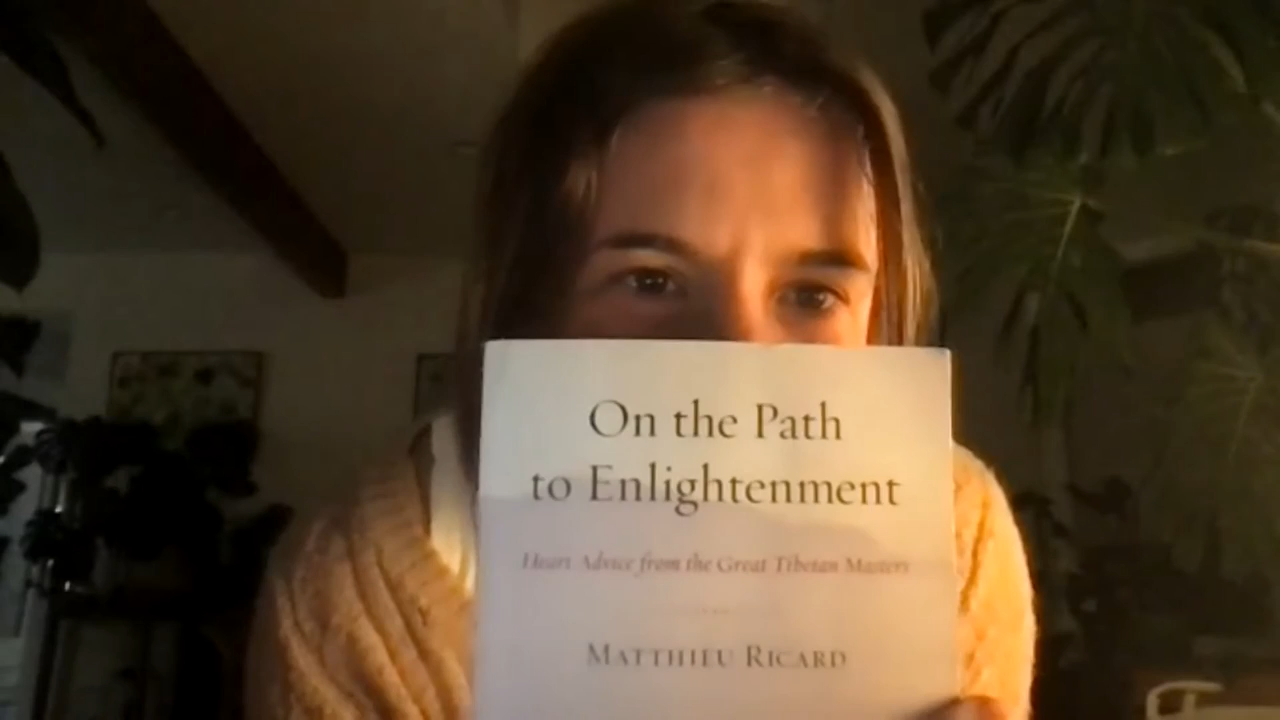 On the Path
to Enlightenment
Heart Advice from the Great Tibetan Masters
MATTHIEU RICARD